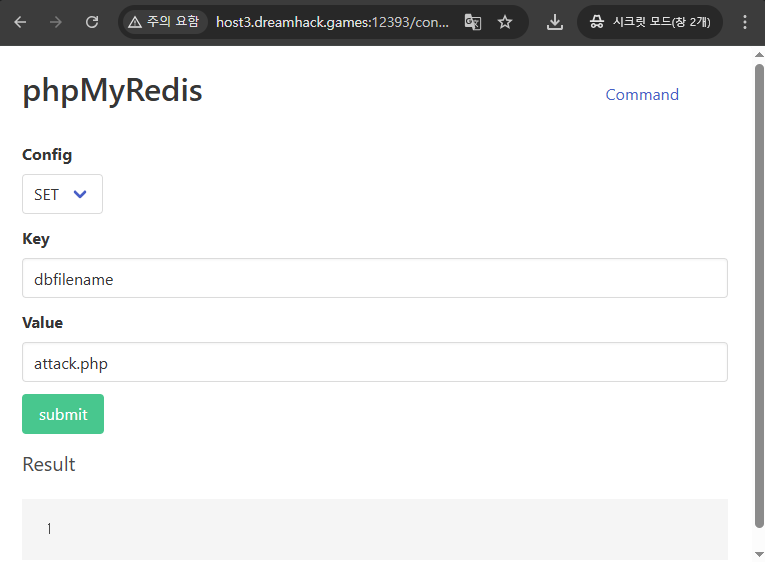 주의 요함 host3.dreamhack.games:12393/con... 시크릿 모드(창 2개)
phpMyRedis
Command
Config
SET
Key
dbfilename
Value
attack.php
submit
Result
1